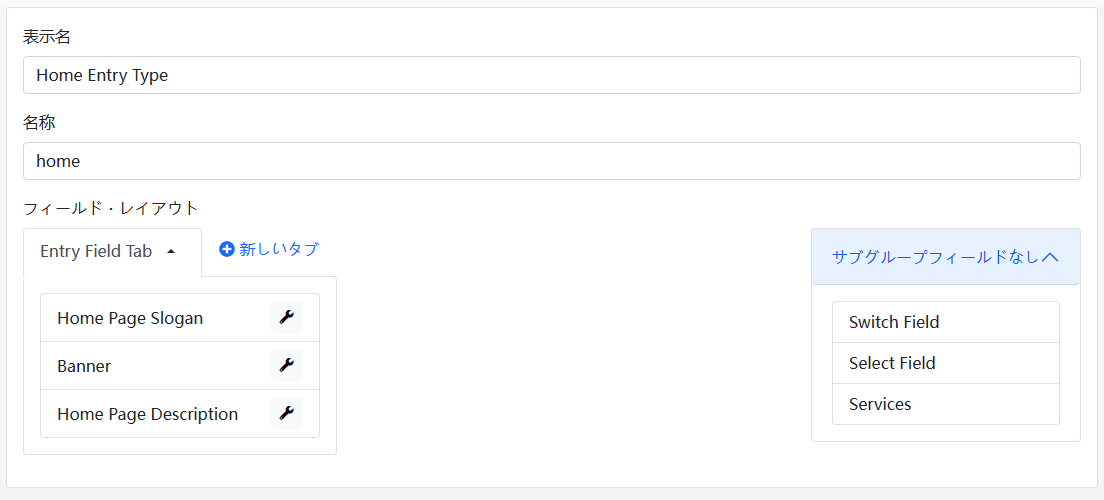 表示名
Home Entry Type
名称
home
フィールド・レイアウト
Entry Field Tab
新しいタブ
Home Page Slogan
Banner
Home Page Description
サブグループフィールドなし
Switch Field
Select Field
Services